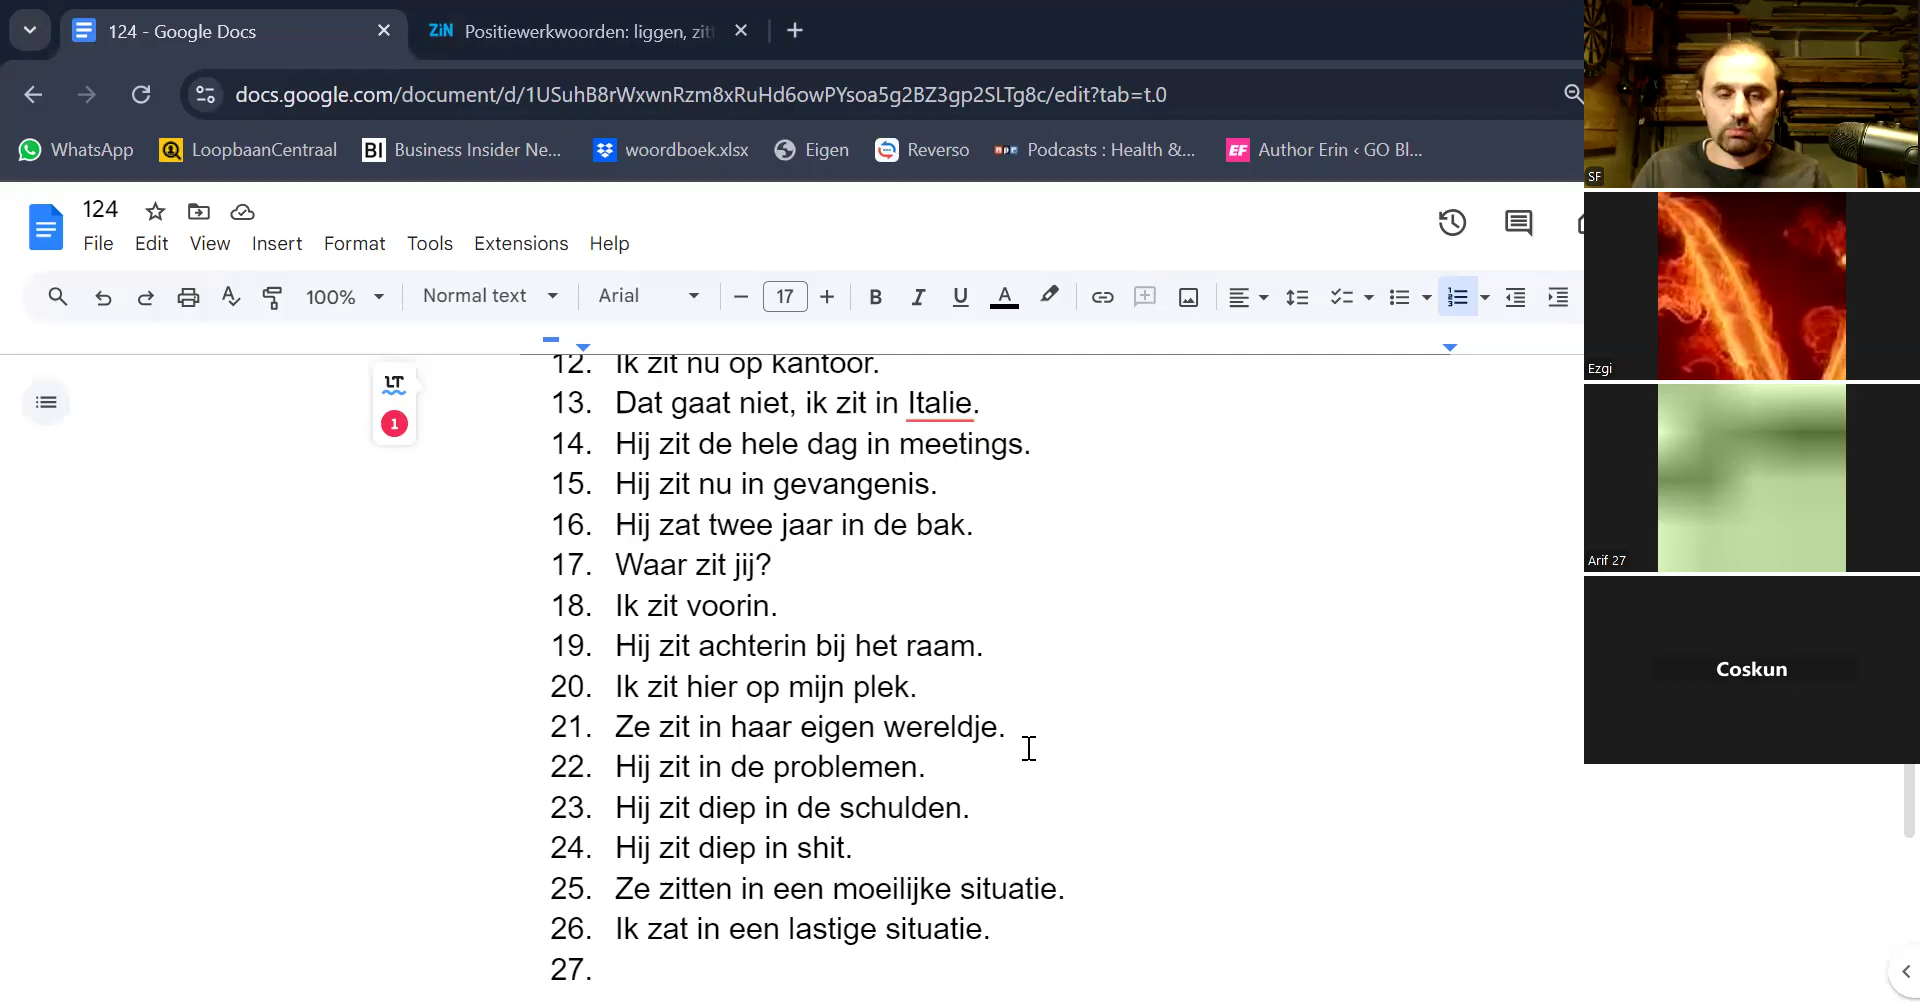 124 - Google Docs
ZiN Positiewerkwoorden: liggen, zit
docs.google.com/document/d/1USuhB8rWxwnRzm8xRuHd6owPYsoa5g2BZ3gp2SLTg8c/edit?tab=t.0
WhatsApp LoopbaanCentraal BI Business Insider Ne... woordboek.xlsx Eigen Reverso npr Podcasts : Health &... EF Author Erin ‹ GO Bl...
124
File Edit View Insert Format Tools Extensions Help
100% Normal text Arial 17 B I U A
LT
1
12. Ik zit nu op kantoor.
13. Dat gaat niet, ik zit in Italie.
14. Hij zit de hele dag in meetings.
15. Hij zit nu in gevangenis.
16. Hij zat twee jaar in de bak.
17. Waar zit jij?
18. Ik zit voorin.
19. Hij zit achterin bij het raam.
20. Ik zit hier op mijn plek.
21. Ze zit in haar eigen wereldje.
22. Hij zit in de problemen.
23. Hij zit diep in de schulden.
24. Hij zit diep in shit.
25. Ze zitten in een moeilijke situatie.
26. Ik zat in een lastige situatie.
27.
SF
Ezgi
Arif 27
Coskun